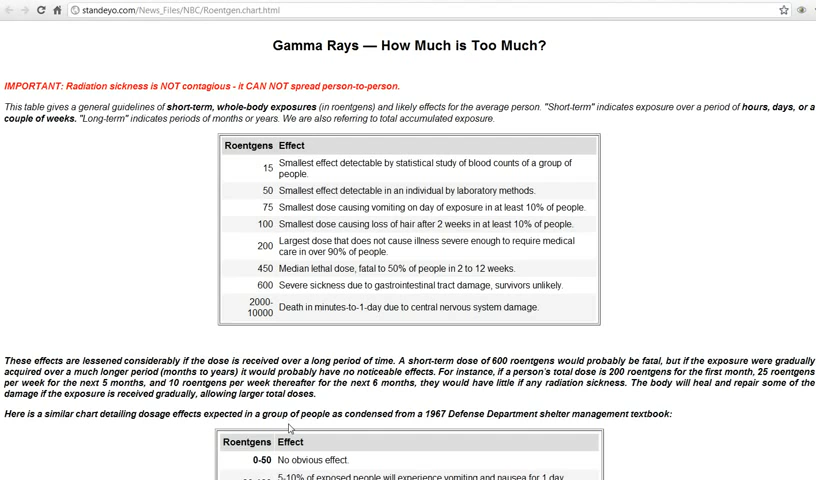 standeyo.com/News_Files/NBC/Roentgen.chart.html
Gamma Rays — How Much is Too Much?
IMPORTANT: Radiation sickness is NOT contagious - it CAN NOT spread person-to-person.
This table gives a general guidelines of short-term, whole-body exposures (in roentgens) and likely effects for the average person. "Short-term" indicates exposure over a period of hours, days, or a
couple of weeks. "Long-term" indicates periods of months or years. We are also referring to total accumulated exposure.
Roentgens Effect
15 Smallest effect detectable by statistical study of blood counts of a group of
people.
50 Smallest effect detectable in an individual by laboratory methods.
75 Smallest dose causing vomiting on day of exposure in at least 10% of people.
100 Smallest dose causing loss of hair after 2 weeks in at least 10% of people.
200 Largest dose that does not cause illness severe enough to require medical
care in over 90% of people.
450 Median lethal dose, fatal to 50% of people in 2 to 12 weeks.
600 Severe sickness due to gastrointestinal tract damage, survivors unlikely.
2000-
10000 Death in minutes-to-1-day due to central nervous system damage.
These effects are lessened considerably if the dose is received over a long period of time. A short-term dose of 600 roentgens would probably be fatal, but if the exposure were gradually
acquired over a much longer period (months to years) it would probably have no noticeable effects. For instance, if a person's total dose is 200 roentgens for the first month, 25 roentgens
per week for the next 5 months, and 10 roentgens per week thereafter for the next 6 months, they would have little if any radiation sickness. The body will heal and repair some of the
damage if the exposure is received gradually, allowing larger total doses.
Here is a similar chart detailing dosage effects expected in a group of people as condensed from a 1967 Defense Department shelter management textbook:
Roentgens Effect
0-50 No obvious effect.
5-10% of exposed people will experience vomiting and nausea for 1 day